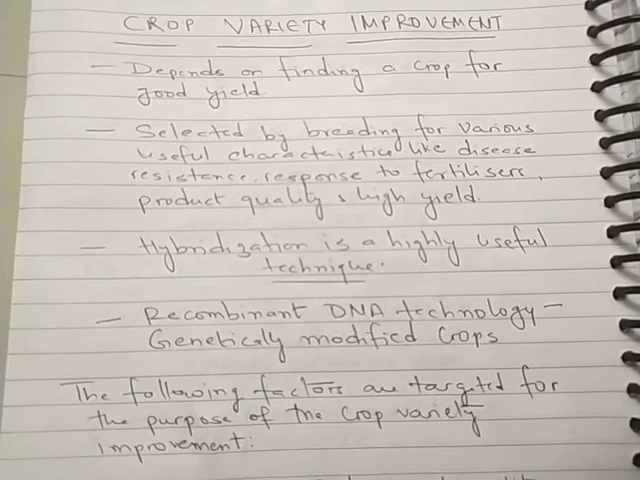 CROP VARIETY IMPROVEMENT
- Depends on finding a crop for
good yield
- Selected by breading for various
useful characteristics like disease
resistance, response to fertilisers,
product quality & high yield.
- Hybridization is a highly useful
technique.
- Recombinant DNA technology -
Genetically modified crops
The following factors are targeted for
the purpose of the crop variety
improvement: